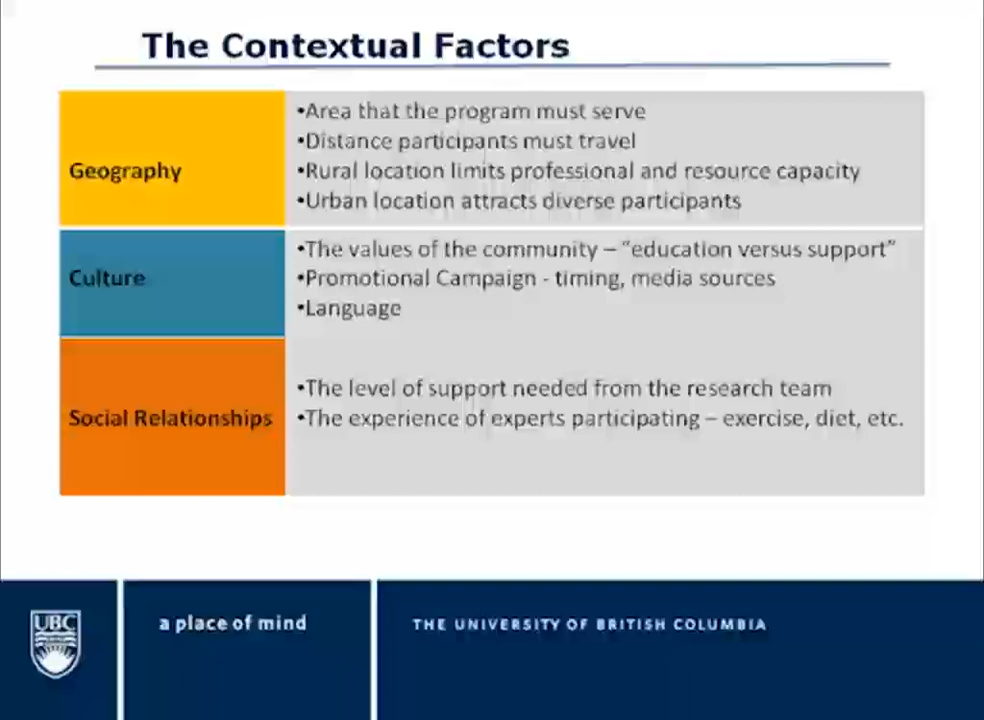 The Contextual Factors
Geography
•Area that the program must serve
•Distance participants must travel
•Rural location limits professional and resource capacity
•Urban location attracts diverse participants
Culture
•The values of the community – “education versus support”
•Promotional Campaign - timing, media sources
•Language
Social Relationships
•The level of support needed from the research team
•The experience of experts participating – exercise, diet, etc.
UBC
a place of mind
THE UNIVERSITY OF BRITISH COLUMBIA